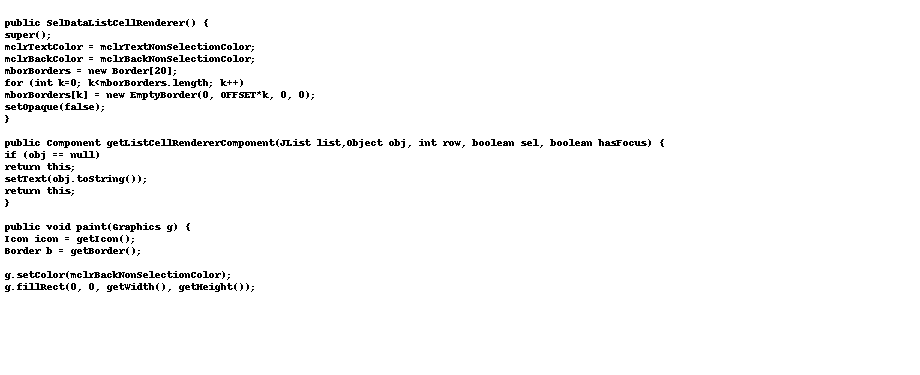 public SelDataListCellRenderer() {
super();
mclrTextColor = mclrTextNonSelectionColor;
mclrBackColor = mclrBackNonSelectionColor;
mborBorders = new Border[20];
for (int k=0; k<mborBorders.length; k++)
mborBorders[k] = new EmptyBorder(0, OFFSET*k, 0, 0);
setOpaque(false);
}
public Component getListCellRendererComponent(JList list,Object obj, int row, boolean sel, boolean hasFocus) {
if (obj == null)
return this;
setText(obj.toString());
return this;
}
public void paint(Graphics g) {
Icon icon = getIcon();
Border b = getBorder();
g.setColor(mclrBackNonSelectionColor);
g.fillRect(0, 0, getWidth(), getHeight());